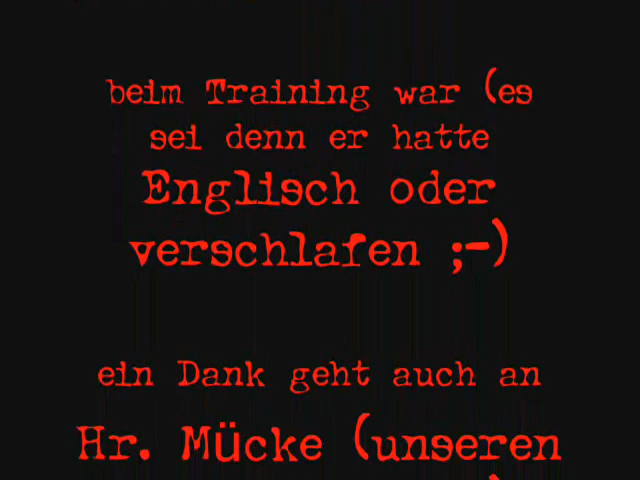 beim Training war (es
sei denn er hatte
Englisch oder
verschlafen ;-)
ein Dank geht auch an
Hr. Mücke (unseren